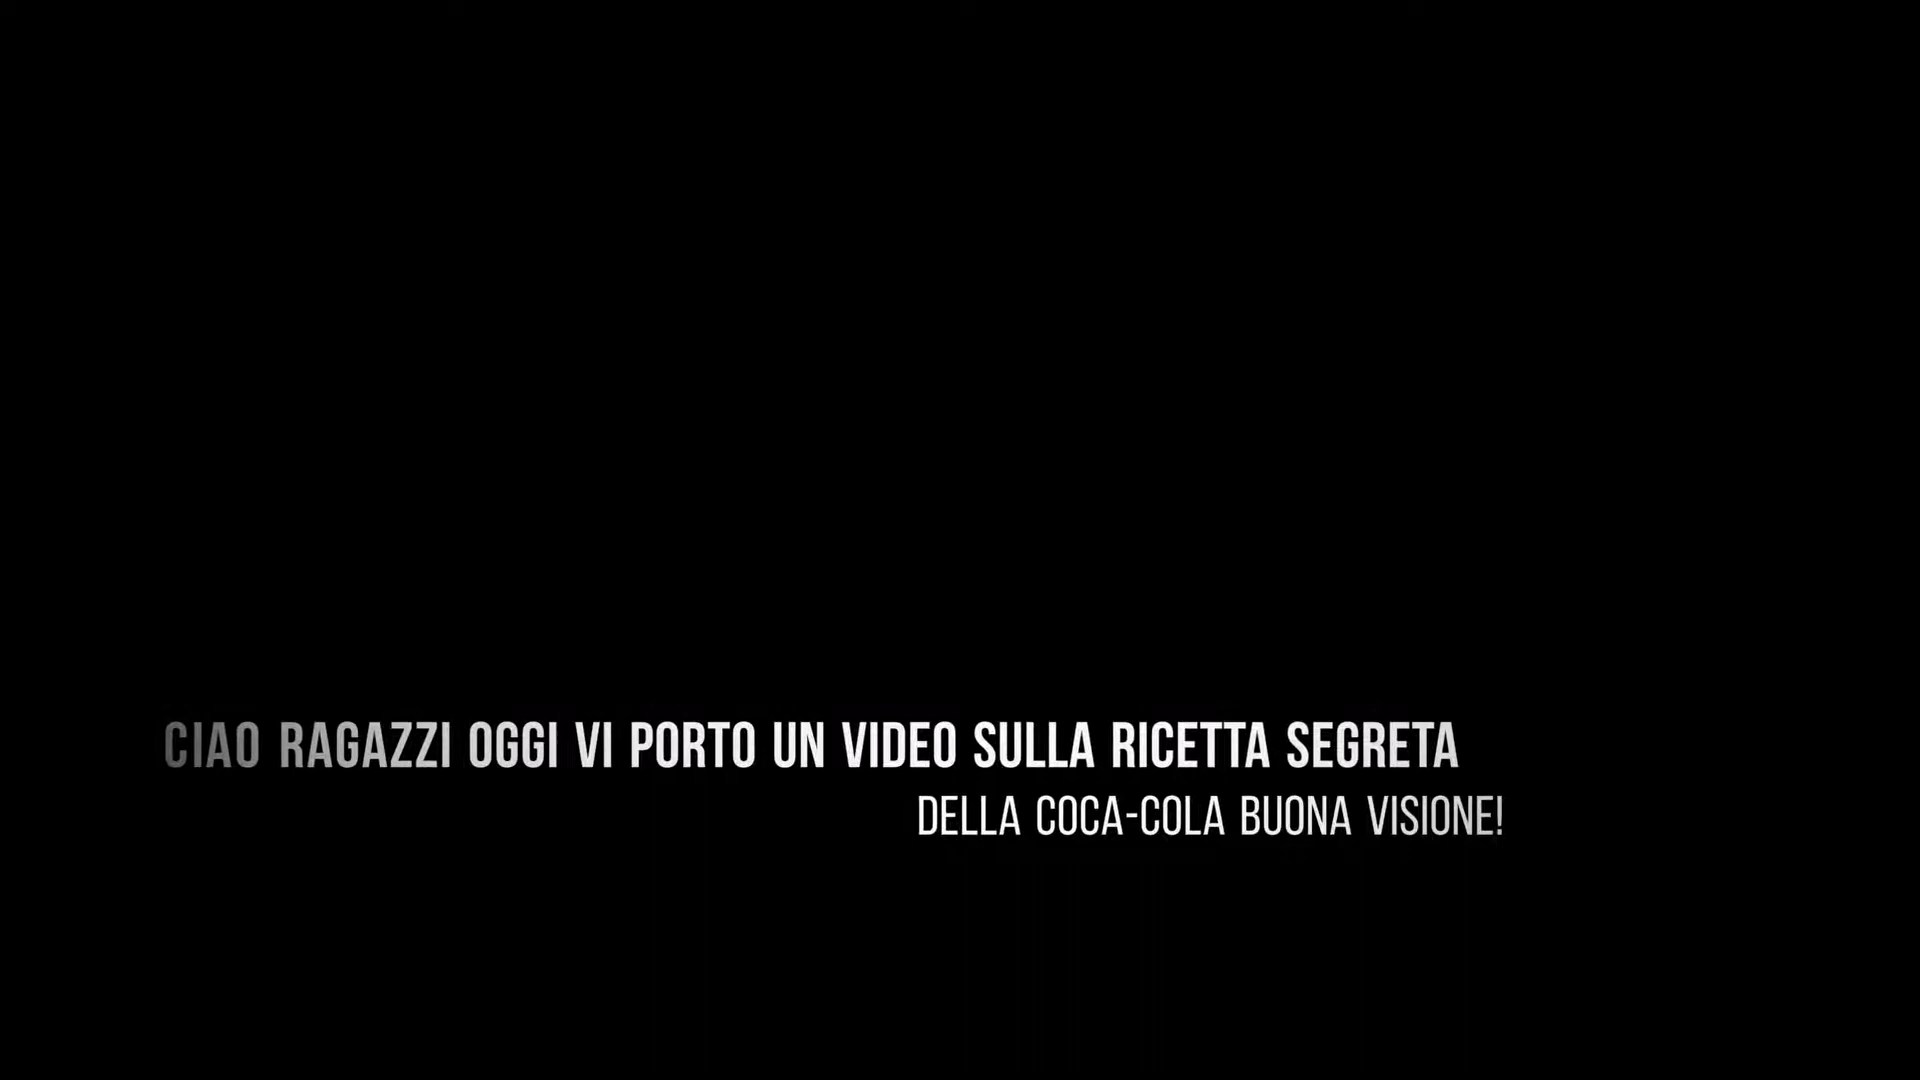 CIAO RAGAZZI OGGI VI PORTO UN VIDEO SULLA RICETTA SEGRETA
DELLA COCA-COLA BUONA VISIONE!